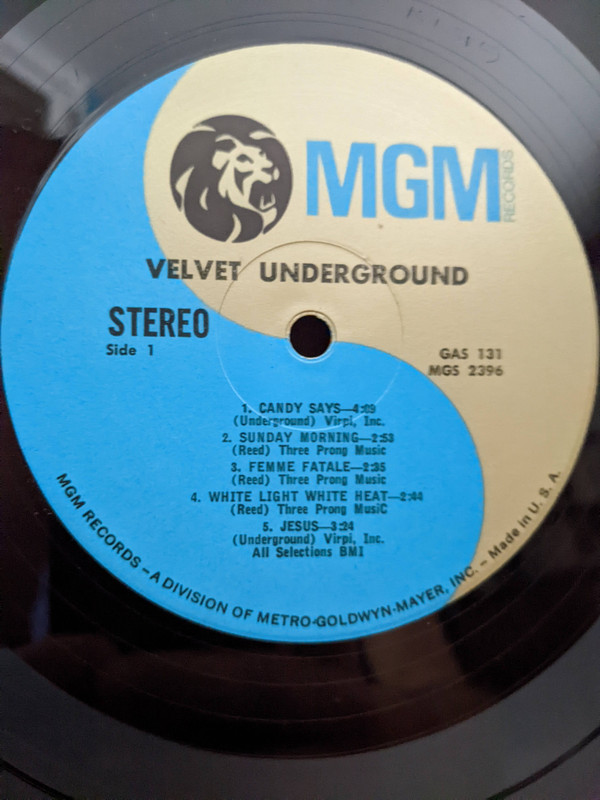 MGM
RECORDS
VELVET UNDERGROUND
STEREO
Side 1
GAS 131
MGS 2396
1. CANDY SAYS—4:09
(Underground) Virpi, Inc.
2. SUNDAY MORNING—2:53
(Reed) Three Prong Music
3. FEMME FATALE—2:35
(Reed) Three Prong Music
4. WHITE LIGHT WHITE HEAT—2:44
(Reed) Three Prong MusiC
5. JESUS—3:24
(Underground) Virpi, Inc.
All Selections BMI
MGM RECORDS – A DIVISION OF METRO-GOLDWYN-MAYER, INC. – Made in U. S. A.